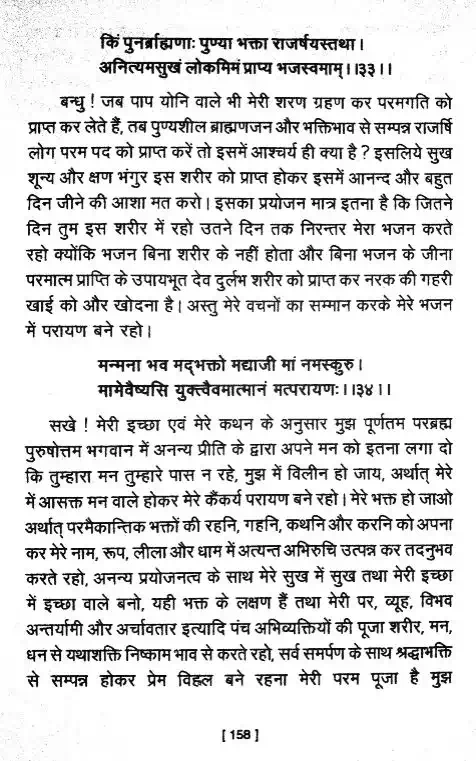 किं पुनर्ब्राह्मणाः पुण्या भक्ता राजर्षयस्तथा।
अनित्यमसुखं लोकमिमं प्राप्य भजस्वमाम्।।३३।।
बन्धु ! जब पाप योनि वाले भी मेरी शरण ग्रहण कर परमगति को
प्राप्त कर लेते हैं, तब पुण्यशील ब्राह्मणजन और भक्तिभाव से सम्पन्न राजर्षि
लोग परम पद को प्राप्त करें तो इसमें आश्चर्य ही क्या है ? इसलिये सुख
शून्य और क्षण भंगुर इस शरीर को प्राप्त होकर इसमें आनन्द और बहुत
दिन जीने की आशा मत करो। इसका प्रयोजन मात्र इतना है कि जितने
दिन तुम इस शरीर में रहो उतने दिन तक निरन्तर मेरा भजन करते
रहो क्योंकि भजन बिना शरीर के नहीं होता और बिना भजन के जीना
परमात्म प्राप्ति के उपायभूत देव दुर्लभ शरीर को प्राप्त कर नरक की गहरी
खाई को और खोदना है। अस्तु मेरे वचनों का सम्मान करके मेरे भजन
में परायण बने रहो।
मन्मना भव मद्भक्तो मद्याजी मां नमस्कुरु।
मामेवैष्यसि युक्त्वैवमात्मानं मत्परायणः।।३४।।
सखे ! मेरी इच्छा एवं मेरे कथन के अनुसार मुझ पूर्णतम परब्रह्म
पुरुषोत्तम भगवान में अनन्य प्रीति के द्वारा अपने मन को इतना लगा दो
कि तुम्हारा मन तुम्हारे पास न रहे, मुझ में विलीन हो जाय, अर्थात् मेरे
में आसक्त मन वाले होकर मेरे कैंकर्य परायण बने रहो। मेरे भक्त हो जाओ
अर्थात् परमैकान्तिक भक्तों की रहनि, गहनि, कथनि और करनि को अपना
कर मेरे नाम, रूप, लीला और धाम में अत्यन्त अभिरुचि उत्पन्न कर तदनुभव
करते रहो, अनन्य प्रयोजनत्व के साथ मेरे सुख में सुख तथा मेरी इच्छा
में इच्छा वाले बनो, यही भक्त के लक्षण हैं तथा मेरी पर, व्यूह, विभव
अन्तर्यामी और अर्चावतार इत्यादि पंच अभिव्यक्तियों की पूजा शरीर, मन,
धन से यथाशक्ति निष्काम भाव से करते रहो, सर्व समर्पण के साथ श्रद्धाभक्ति
से सम्पन्न होकर प्रेम विह्वल बने रहना मेरी परम पूजा है मुझ
[ 158 ]